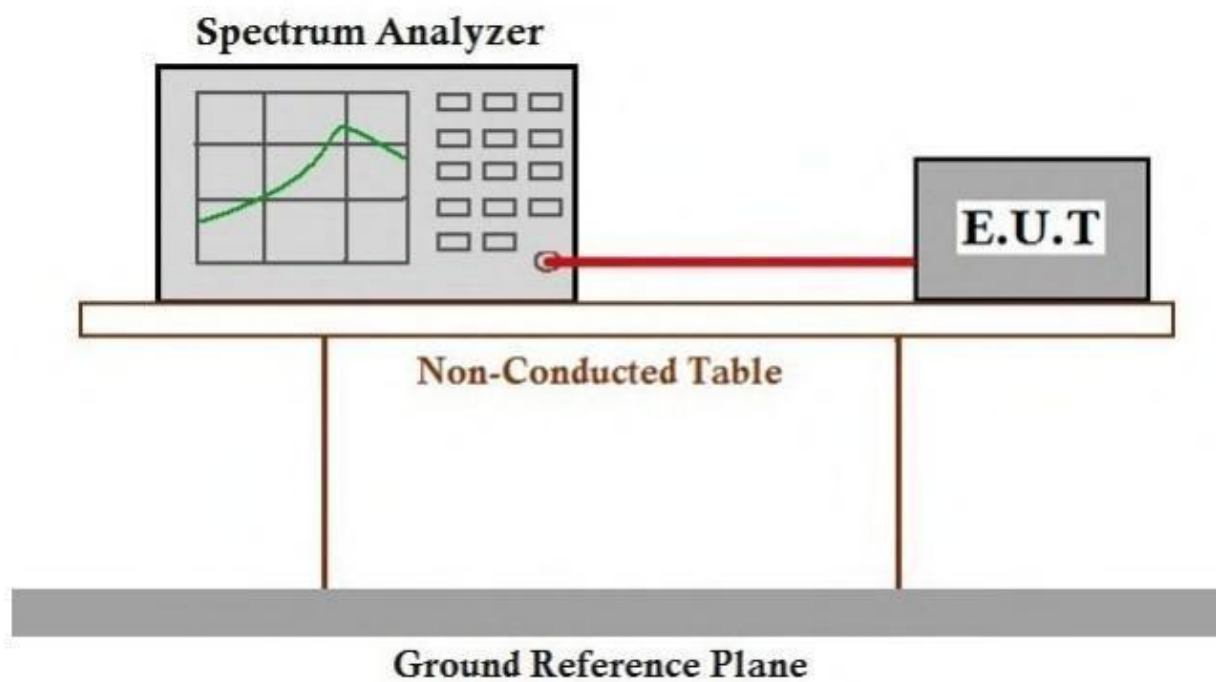 Spectrum Analyzer
E.U.T
Non-Conducted Table
Ground Reference Plane